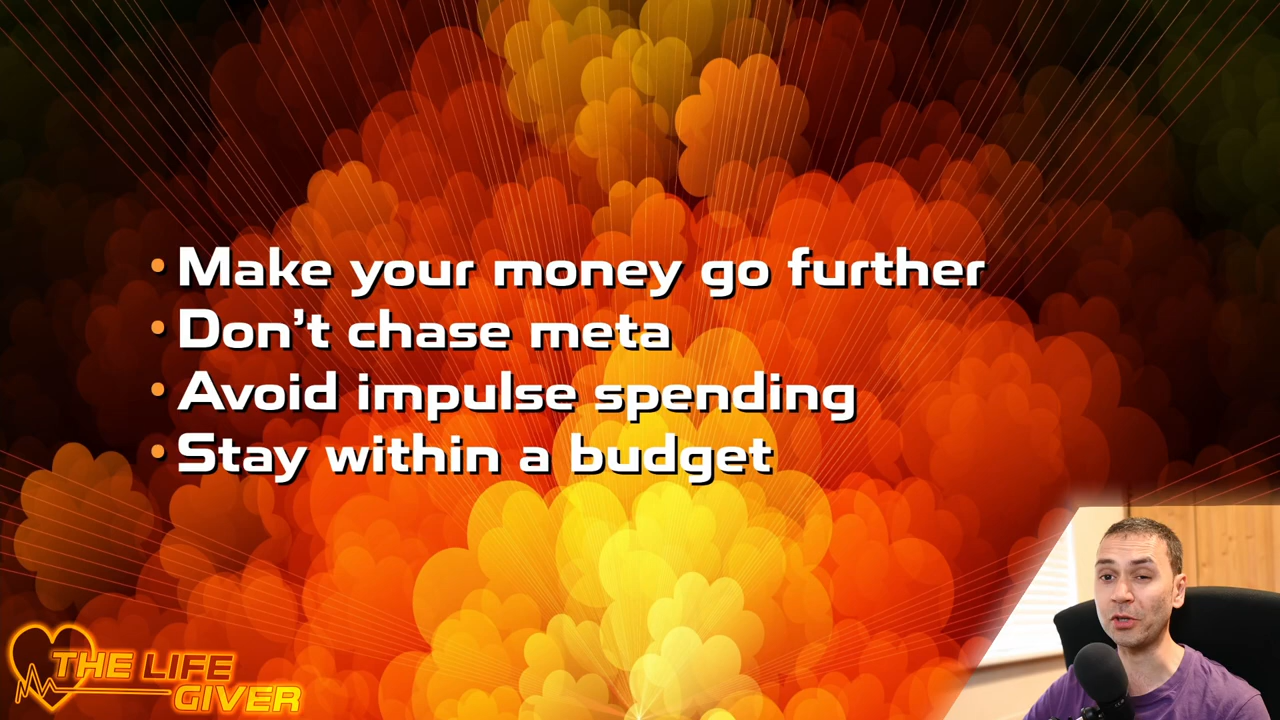 • Make your money go further
• Don’t chase meta
• Avoid impulse spending
• Stay within a budget
THE LIFE
GIVER